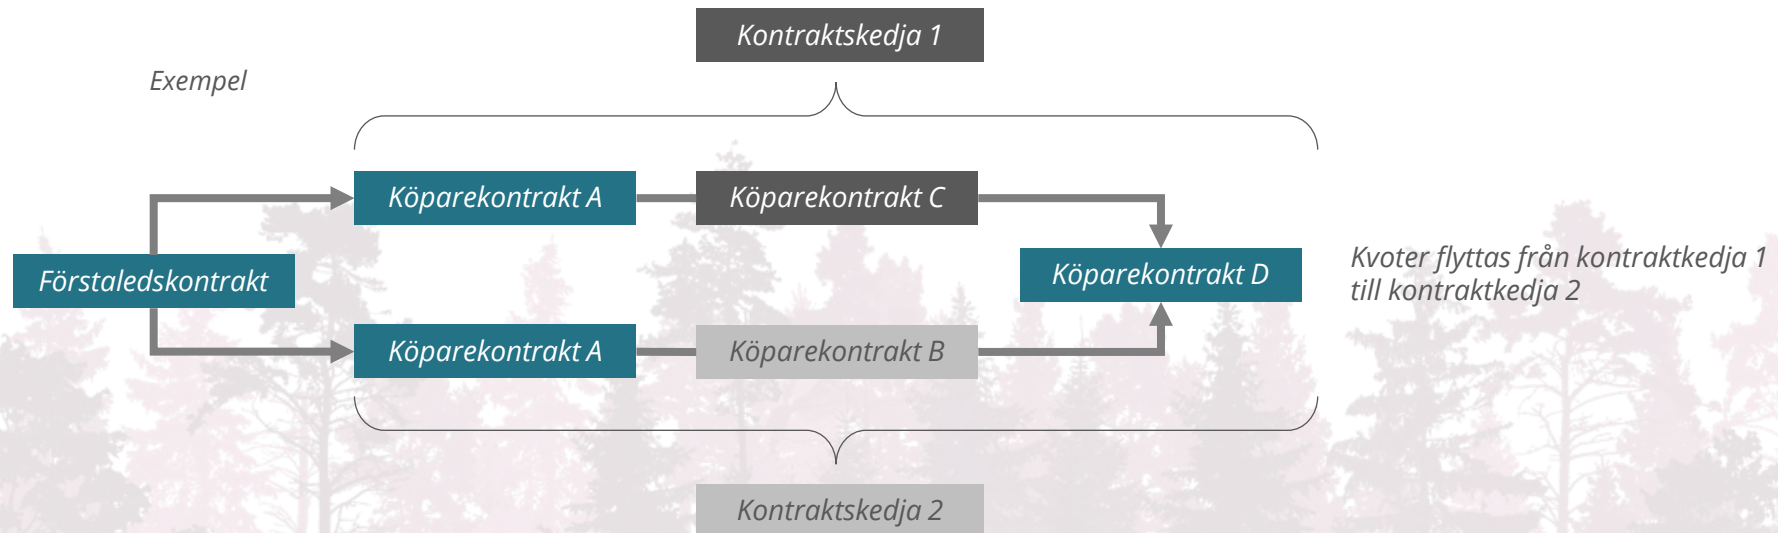 Kontraktskedja 1
Exempel
Köparekontrakt A
Köparekontrakt C
Förstaledskontrakt
Köparekontrakt D
Kvoter flyttas från kontraktkedja 1
till kontraktkedja 2
Köparekontrakt A
Köparekontrakt B
Kontraktskedja 2